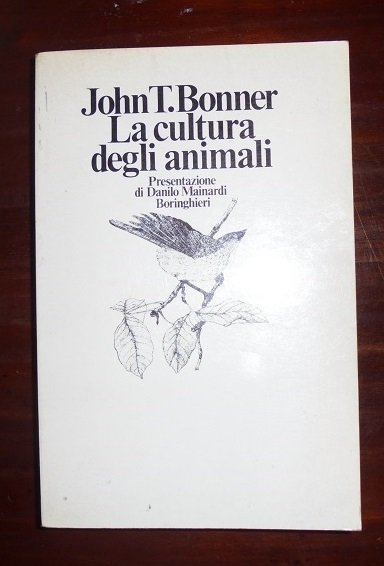 John T. Bonner
La cultura
degli animali
Presentazione
di Danilo Mainardi
Boringhieri